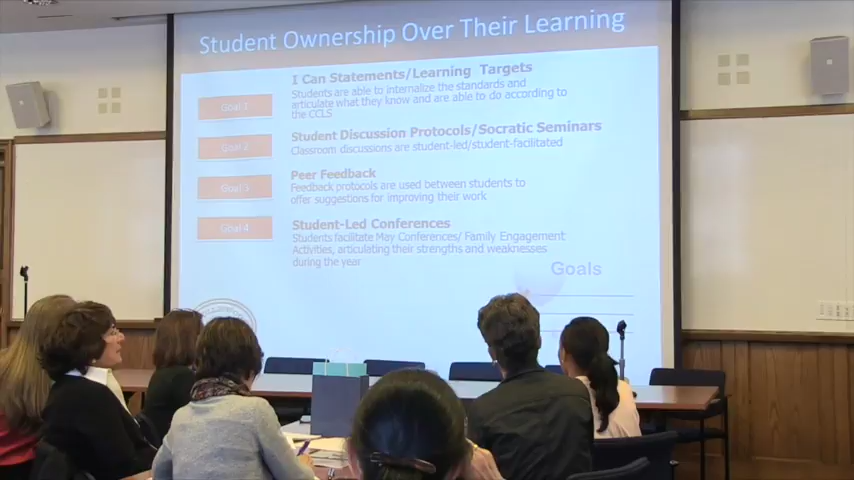 Student Ownership Over Their Learning
Goal 1
I Can Statements/Learning Targets
Students are able to internalize the standards and
articulate what they know and are able to do according to
the CCLS
Goal 2
Student Discussion Protocols/Socratic Seminars
Classroom discussions are student-led/student-facilitated
Goal 3
Peer Feedback
Feedback protocols are used between students to
offer suggestions for improving their work
Goal 4
Student-Led Conferences
Students facilitate May Conferences/ Family Engagement
Activities, articulating their strengths and weaknesses
during the year
Goals